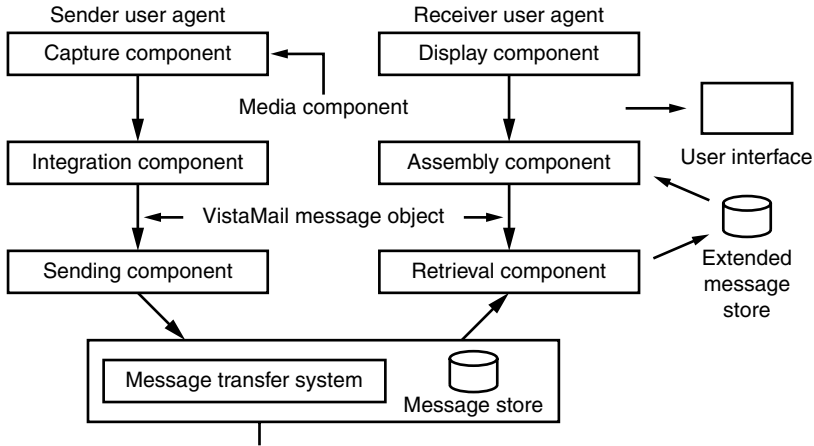 Sender user agent
Receiver user agent
Capture component
Display component
Media component
Integration component
Assembly component
User interface
VistaMail message object
Sending component
Retrieval component
Extended
message
store
Message transfer system
Message store